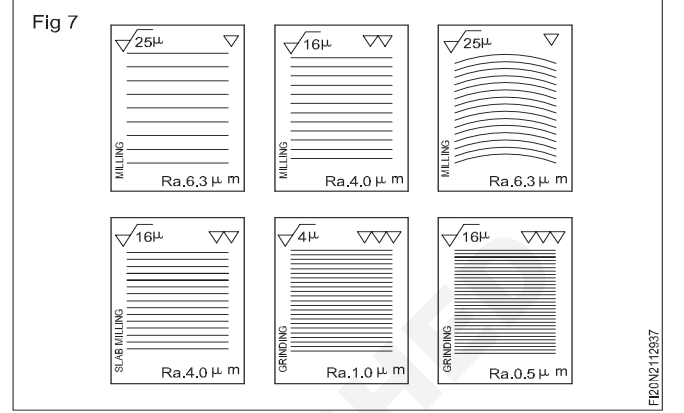 Fig 7
25µ
MILLING
Ra.6.3 µ m
16µ
MILLING
Ra.4.0 µ m
25µ
MILLING
Ra.6.3 µ m
16µ
SLAB MILLING
Ra.4.0 µ m
4µ
GRINDING
Ra.1.0 µ m
16µ
GRINDING
Ra.0.5 µ m
FI20N2112937